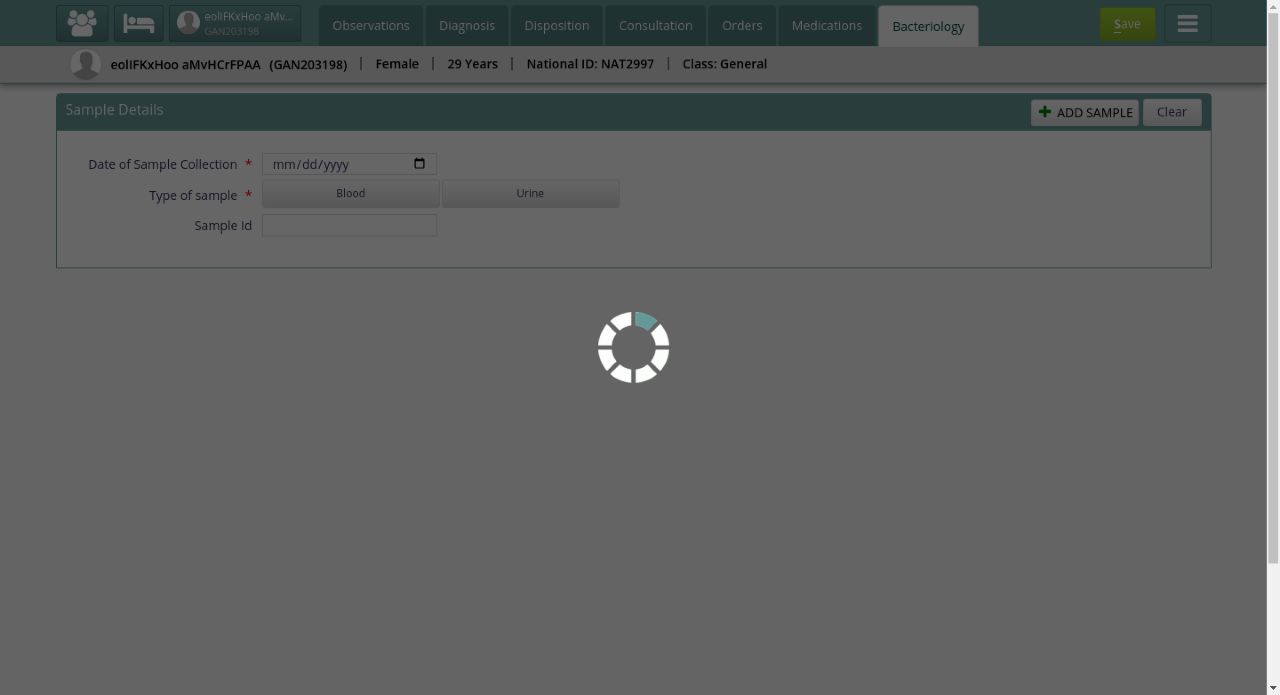 eolIFKxHoo aMv...
GAN203198
Observations
Diagnosis
Disposition
Consultation
Orders
Medications
Bacteriology
Save
eolIFKxHoo aMvHCrFPAA (GAN203198) | Female | 29 Years | National ID: NAT2997 | Class: General
Sample Details
ADD SAMPLE
Clear
Date of Sample Collection *
mm/dd/yyyy
Type of sample *
Blood
Urine
Sample Id